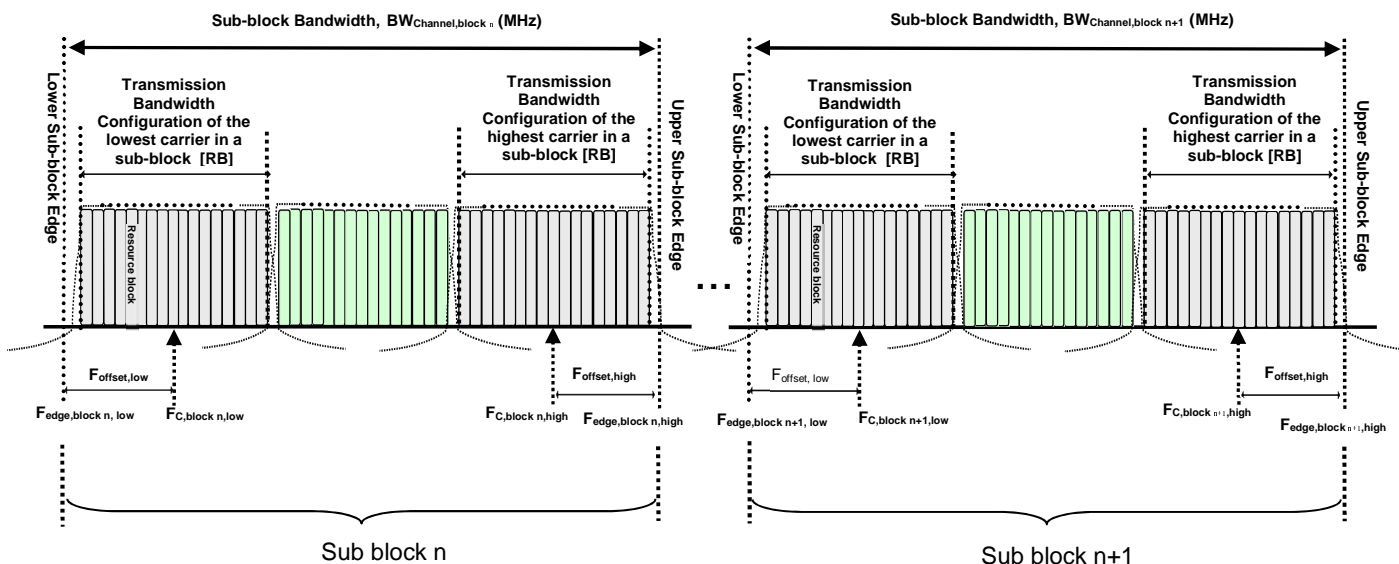 Sub-block Bandwidth, BWChannel,block n (MHz)
Lower Sub-block Edge
Transmission
Bandwidth
Configuration of the
lowest carrier in a
sub-block [RB]
Transmission
Bandwidth
Configuration of the
highest carrier in a
sub-block [RB]
Upper Sub-block Edge
Resource block
Foffset,low
Foffset,high
Fedge,block n, low
FC,block n,low
FC,block n,high
Fedge,block n,high
Sub block n
...
Sub-block Bandwidth, BWChannel,block n+1 (MHz)
Lower Sub-block Edge
Transmission
Bandwidth
Configuration of the
lowest carrier in a
sub-block [RB]
Transmission
Bandwidth
Configuration of the
highest carrier in a
sub-block [RB]
Upper Sub-block Edge
Resource block
Foffset, low
Foffset,high
Fedge,block n+1, low
FC,block n+1,low
FC,block n+1,high
Fedge,block n+1,high
Sub block n+1